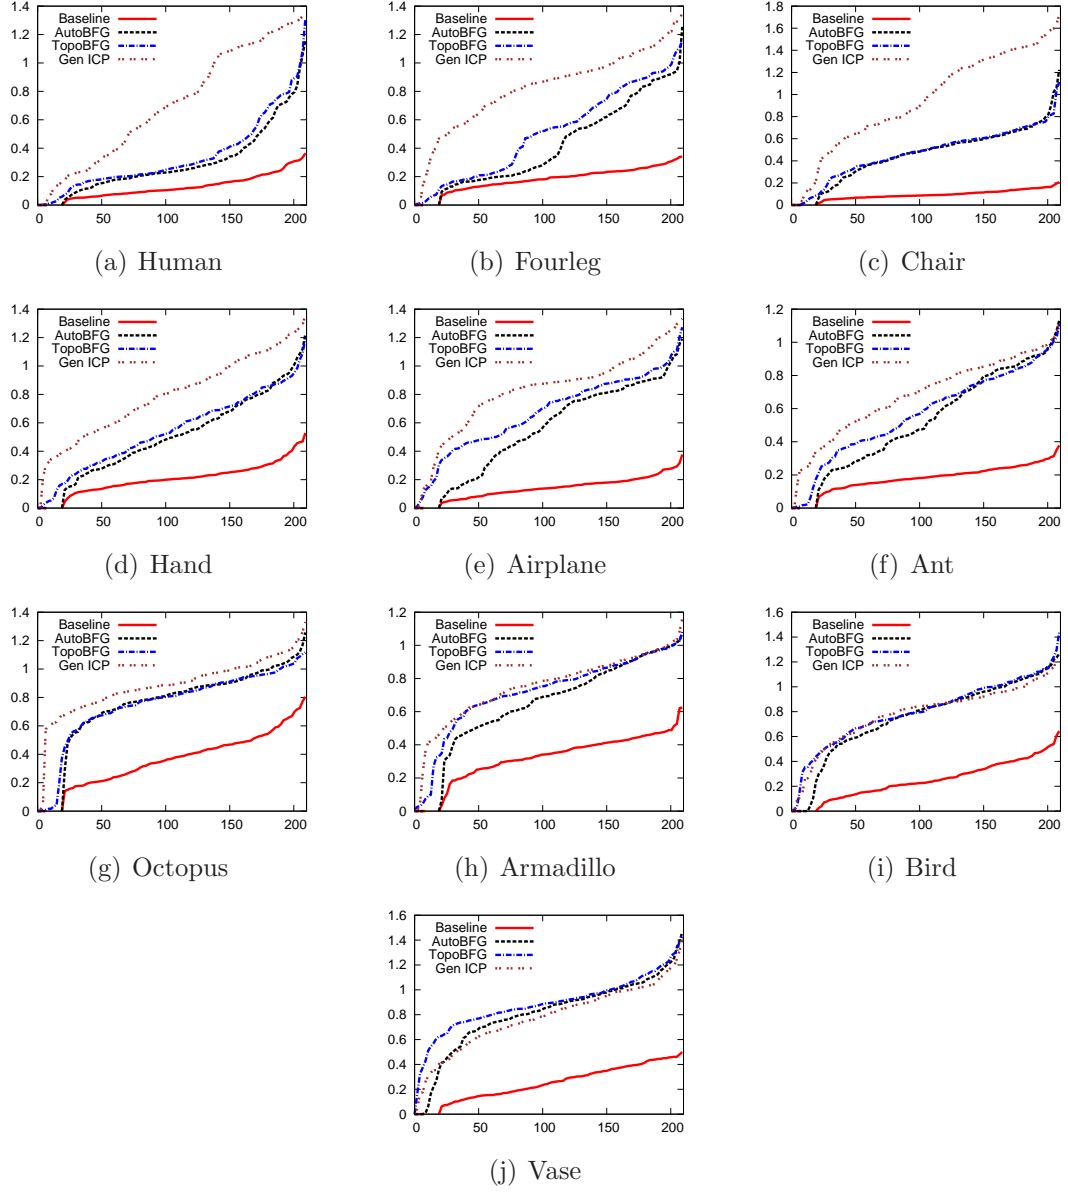 1.4
1.2
1
0.8
0.6
0.4
0.2
0
0 50 100 150 200
Baseline
AutoBFG
TopoBFG
Gen ICP
(a) Human
1.4
1.2
1
0.8
0.6
0.4
0.2
0
0 50 100 150 200
Baseline
AutoBFG
TopoBFG
Gen ICP
(b) Fourleg
1.8
1.6
1.4
1.2
1
0.8
0.6
0.4
0.2
0
0 50 100 150 200
Baseline
AutoBFG
TopoBFG
Gen ICP
(c) Chair
1.4
1.2
1
0.8
0.6
0.4
0.2
0
0 50 100 150 200
Baseline
AutoBFG
TopoBFG
Gen ICP
(d) Hand
1.4
1.2
1
0.8
0.6
0.4
0.2
0
0 50 100 150 200
Baseline
AutoBFG
TopoBFG
Gen ICP
(e) Airplane
1.2
1
0.8
0.6
0.4
0.2
0
0 50 100 150 200
Baseline
AutoBFG
TopoBFG
Gen ICP
(f) Ant
1.4
1.2
1
0.8
0.6
0.4
0.2
0
0 50 100 150 200
Baseline
AutoBFG
TopoBFG
Gen ICP
(g) Octopus
1.2
1
0.8
0.6
0.4
0.2
0
0 50 100 150 200
Baseline
AutoBFG
TopoBFG
Gen ICP
(h) Armadillo
1.6
1.4
1.2
1
0.8
0.6
0.4
0.2
0
0 50 100 150 200
Baseline
AutoBFG
TopoBFG
Gen ICP
(i) Bird
1.6
1.4
1.2
1
0.8
0.6
0.4
0.2
0
0 50 100 150 200
Baseline
AutoBFG
TopoBFG
Gen ICP
(j) Vase